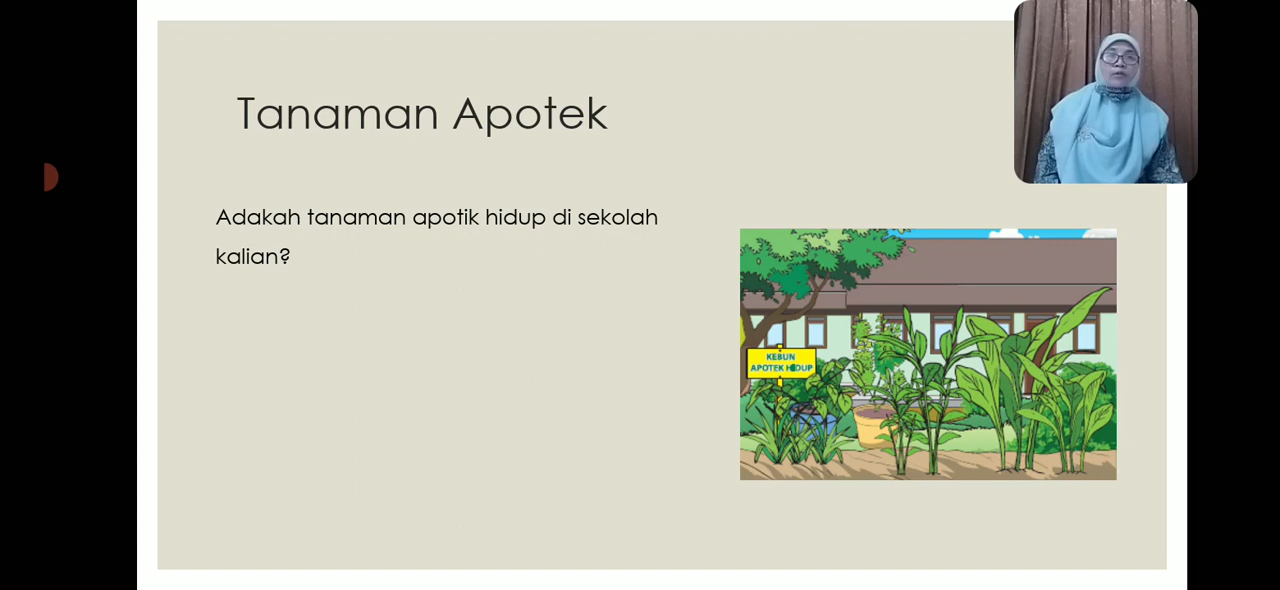 Tanaman Apotek
Adakah tanaman apotik hidup di sekolah
kalian?
KEBUN
APOTEK HIDUP